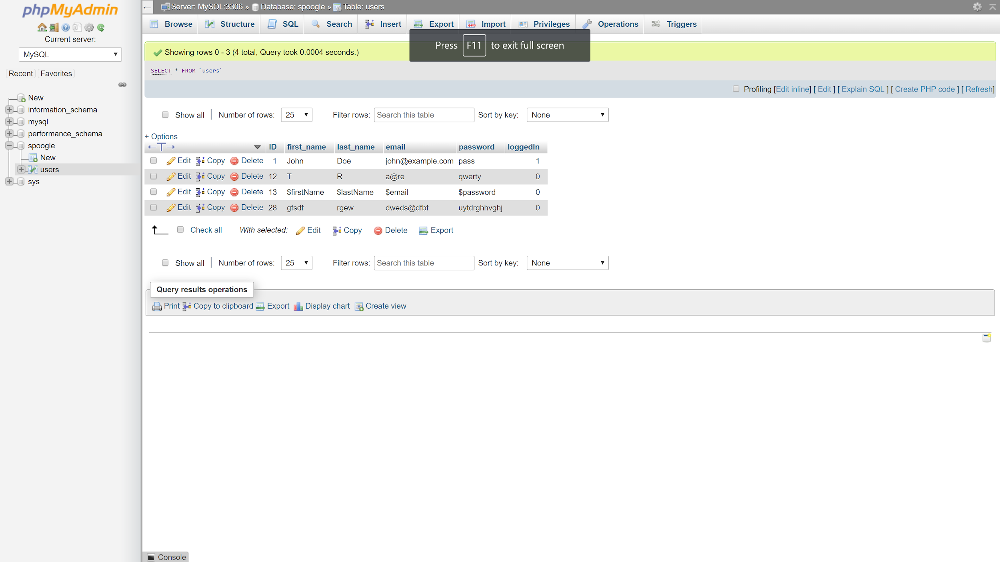 phpMyAdmin
Current server:
MySQL
Recent Favorites
New
information_schema
mysql
performance_schema
spoogle
New
users
sys
← Server: MySQL:3306 » Database: spoogle » Table: users
Browse Structure SQL Search Insert Export Import Privileges Operations Triggers
Press F11 to exit full screen
Showing rows 0 - 3 (4 total, Query took 0.0004 seconds.)
SELECT * FROM `users`
Profiling [Edit inline] [ Edit ] [ Explain SQL ] [ Create PHP code ] [ Refresh]
Show all Number of rows: 25 Filter rows: Search this table Sort by key: None
+ Options
←T→ ID first_name last_name email password loggedIn
Edit Copy Delete 1 John Doe john@example.com pass 1
Edit Copy Delete 12 T R a@re qwerty 0
Edit Copy Delete 13 $firstName $lastName $email $password 0
Edit Copy Delete 28 gfsdf rgew dweds@dfbf uytdrghhvghj 0
Check all With selected: Edit Copy Delete Export
Show all Number of rows: 25 Filter rows: Search this table Sort by key: None
Query results operations
Print Copy to clipboard Export Display chart Create view
Console